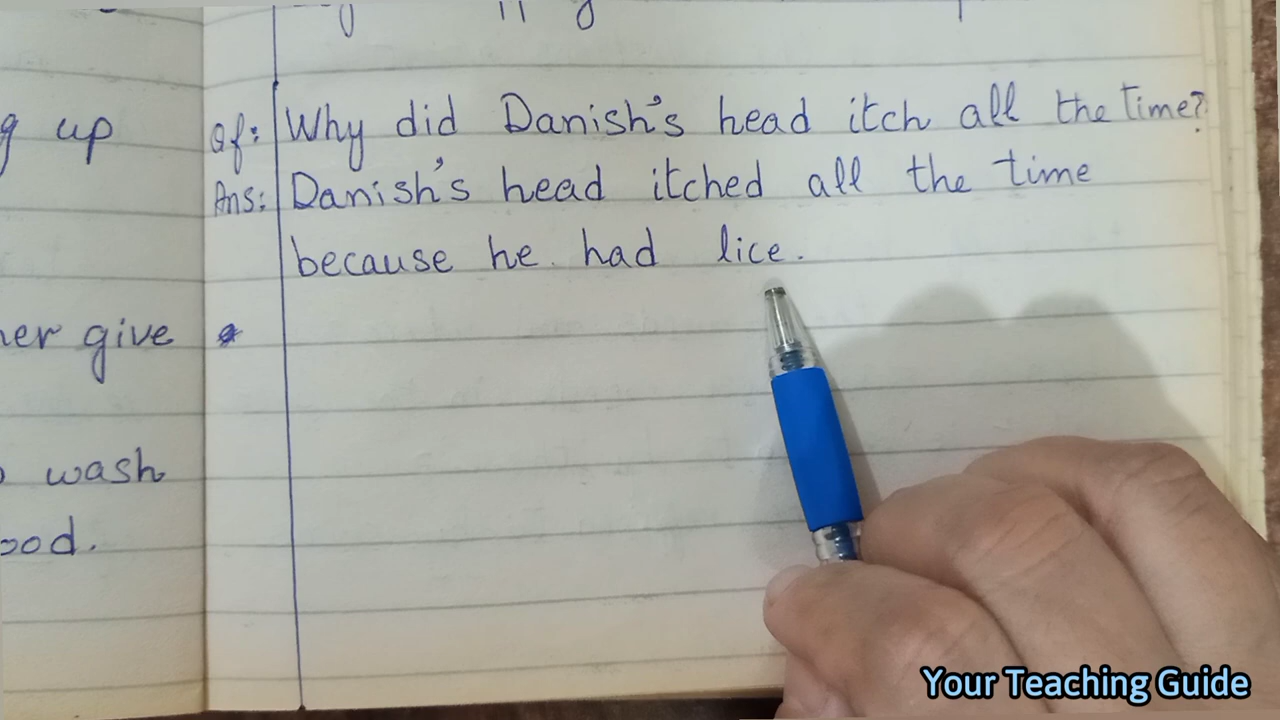 g up
her give
wash
ood.
Qf: Why did Danish's head itch all the time?
Ans: Danish's head itched all the time
because he had lice.
Your Teaching Guide